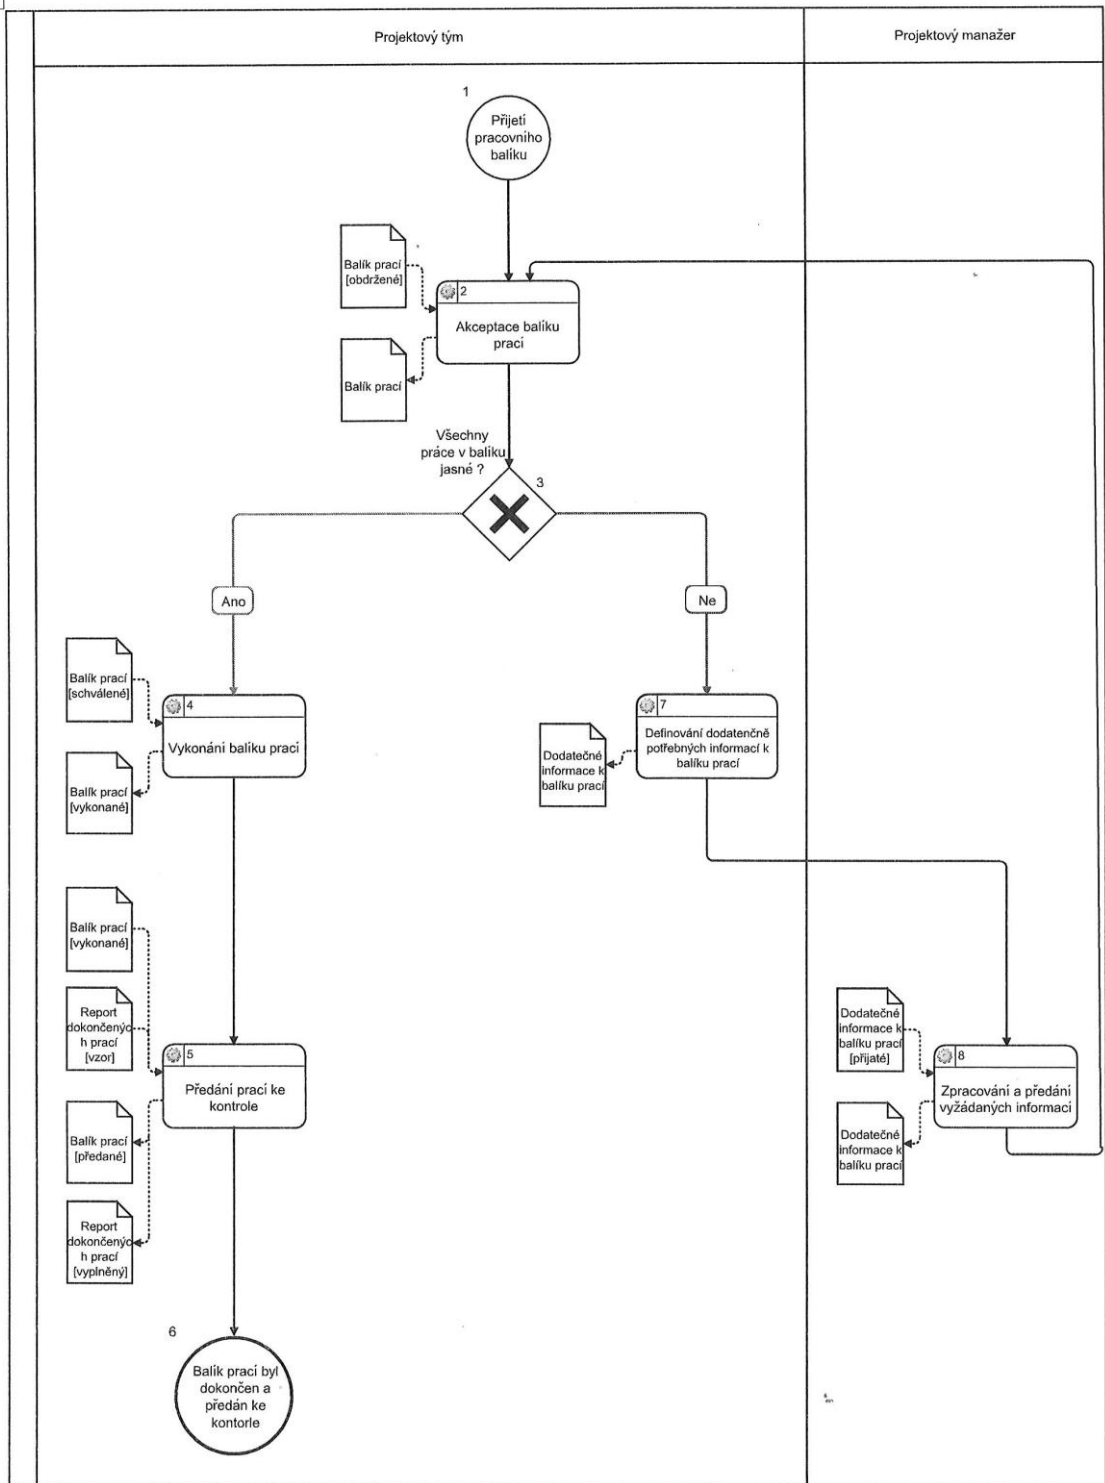 Projektový tým
Projektový manažer
1
Přijetí
pracovního
balíku
Balík prací
[obdržené]
2
Akceptace balíku
prací
Balík prací
Všechny
práce v balíku
jasné ?
3
Ano
Ne
Balík prací
[schválené]
4
Vykonání balíku prací
Balík prací
[vykonané]
7
Definování dodatenčně
potřebných informací k
balíku prací
Dodatečné
informace k
balíku prací
Balík prací
[vykonané]
Report
dokončenýc
h prací
[vzor]
5
Předání prací ke
kontrole
Balík prací
[předané]
Report
dokončenýc
h prací
[vyplněný]
Dodatečné
informace k
balíku prací
[přijaté]
8
Zpracování a předání
vyžádaných informací
Dodatečné
informace k
balíku prací
6
Balík prací byl
dokončen a
předán ke
kontorle